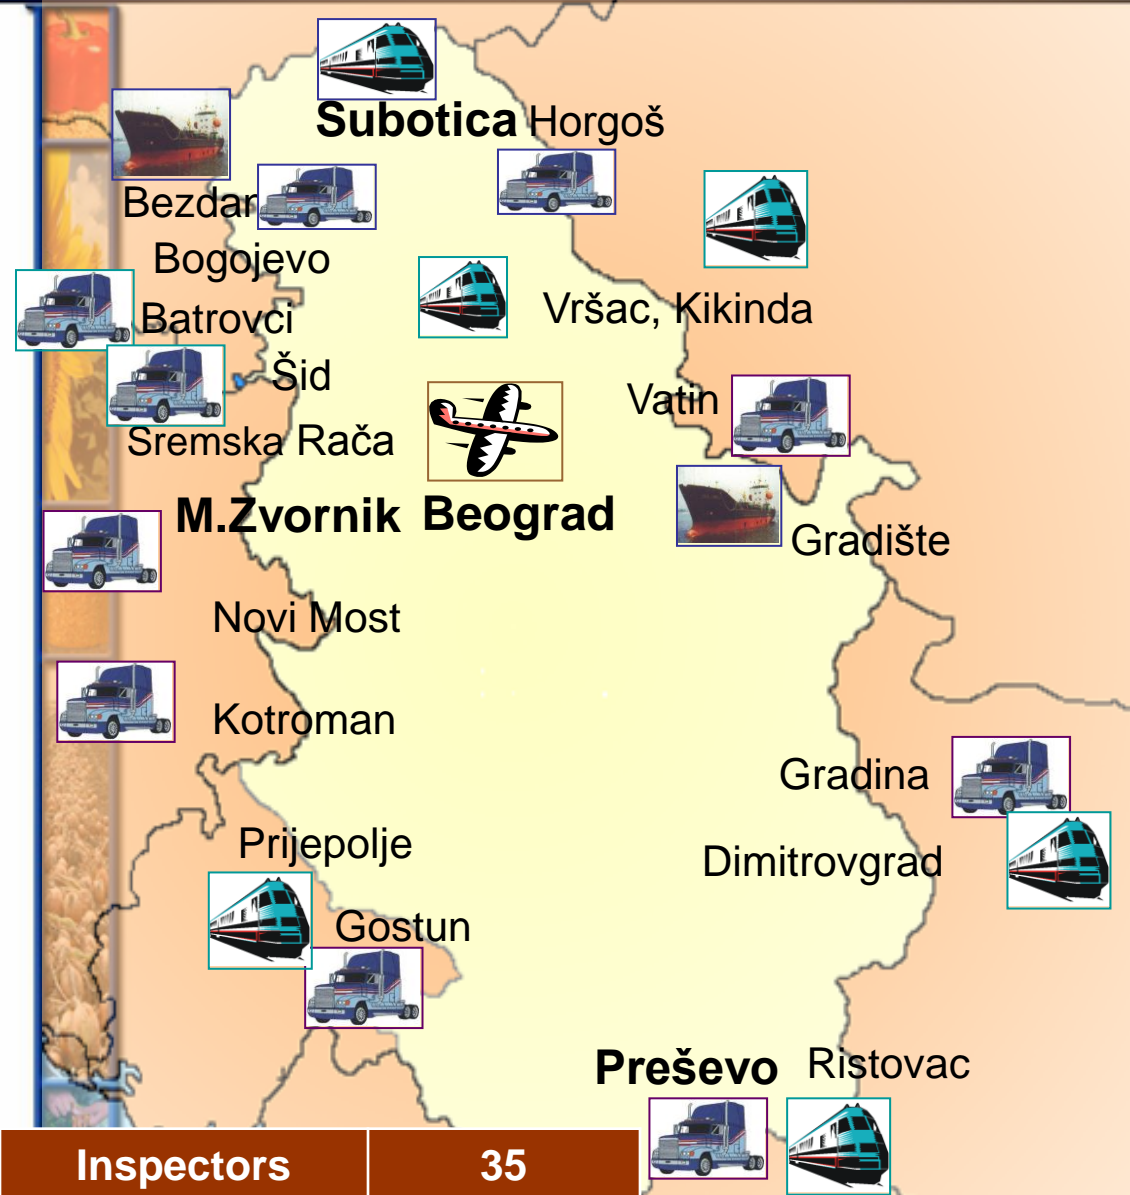 Subotica Horgoš
Bezdan
Bogojevo
Batrovci
Vršac, Kikinda
Šid
Vatin
Sremska Rača
M.Zvornik Beograd
Gradište
Novi Most
Kotroman
Gradina
Prijepolje
Dimitrovgrad
Gostun
Preševo Ristovac
Inspectors 35